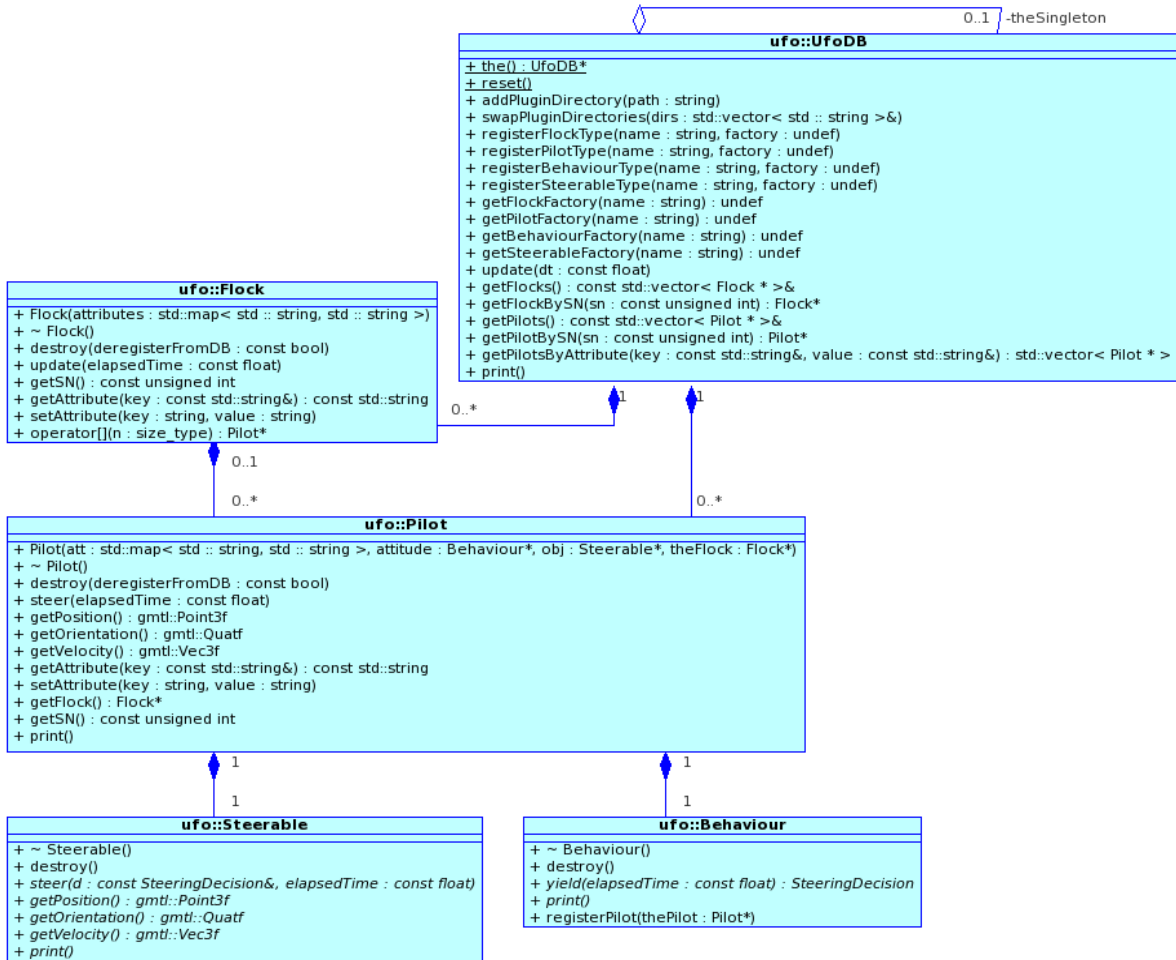 0..1 -theSingleton
ufo::UfoDB
+ the() : UfoDB*
+ reset()
+ addPluginDirectory(path : string)
+ swapPluginDirectories(dirs : std::vector< std :: string >&)
+ registerFlockType(name : string, factory : undef)
+ registerPilotType(name : string, factory : undef)
+ registerBehaviourType(name : string, factory : undef)
+ registerSteerableType(name : string, factory : undef)
+ getFlockFactory(name : string) : undef
+ getPilotFactory(name : string) : undef
+ getBehaviourFactory(name : string) : undef
+ getSteerableFactory(name : string) : undef
+ update(dt : const float)
+ getFlocks() : const std::vector< Flock * >&
+ getFlockBySN(sn : const unsigned int) : Flock*
+ getPilots() : const std::vector< Pilot * >&
+ getPilotBySN(sn : const unsigned int) : Pilot*
+ getPilotsByAttribute(key : const std::string&, value : const std::string&) : std::vector< Pilot * >
+ print()
ufo::Flock
+ Flock(attributes : std::map< std :: string, std :: string >)
+ ~ Flock()
+ destroy(deregisterFromDB : const bool)
+ update(elapsedTime : const float)
+ getSN() : const unsigned int
+ getAttribute(key : const std::string&) : const std::string
+ setAttribute(key : string, value : string)
+ operator[](n : size_type) : Pilot*
1
1
0..*
0..1
0..*
0..*
ufo::Pilot
+ Pilot(att : std::map< std :: string, std :: string >, attitude : Behaviour*, obj : Steerable*, theFlock : Flock*)
+ ~ Pilot()
+ destroy(deregisterFromDB : const bool)
+ steer(elapsedTime : const float)
+ getPosition() : gmtl::Point3f
+ getOrientation() : gmtl::Quatf
+ getVelocity() : gmtl::Vec3f
+ getAttribute(key : const std::string&) : const std::string
+ setAttribute(key : string, value : string)
+ getFlock() : Flock*
+ getSN() : const unsigned int
+ print()
1
1
1
1
ufo::Steerable
+ ~ Steerable()
+ destroy()
+ steer(d : const SteeringDecision&, elapsedTime : const float)
+ getPosition() : gmtl::Point3f
+ getOrientation() : gmtl::Quatf
+ getVelocity() : gmtl::Vec3f
+ print()
ufo::Behaviour
+ ~ Behaviour()
+ destroy()
+ yield(elapsedTime : const float) : SteeringDecision
+ print()
+ registerPilot(thePilot : Pilot*)